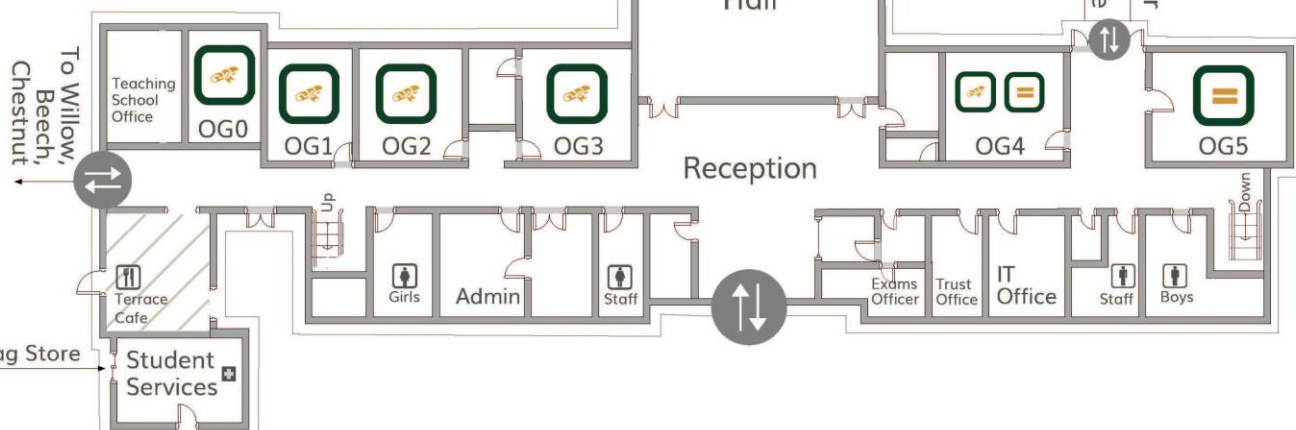 Hall
To Willow,
Beech,
Chestnut
Teaching
School
Office
OG0
OG1
OG2
OG3
OG4
OG5
Reception
Up
Down
Terrace
Cafe
Girls
Admin
Staff
Exams
Officer
Trust
Office
IT
Office
Staff
Boys
Store
Student
Services